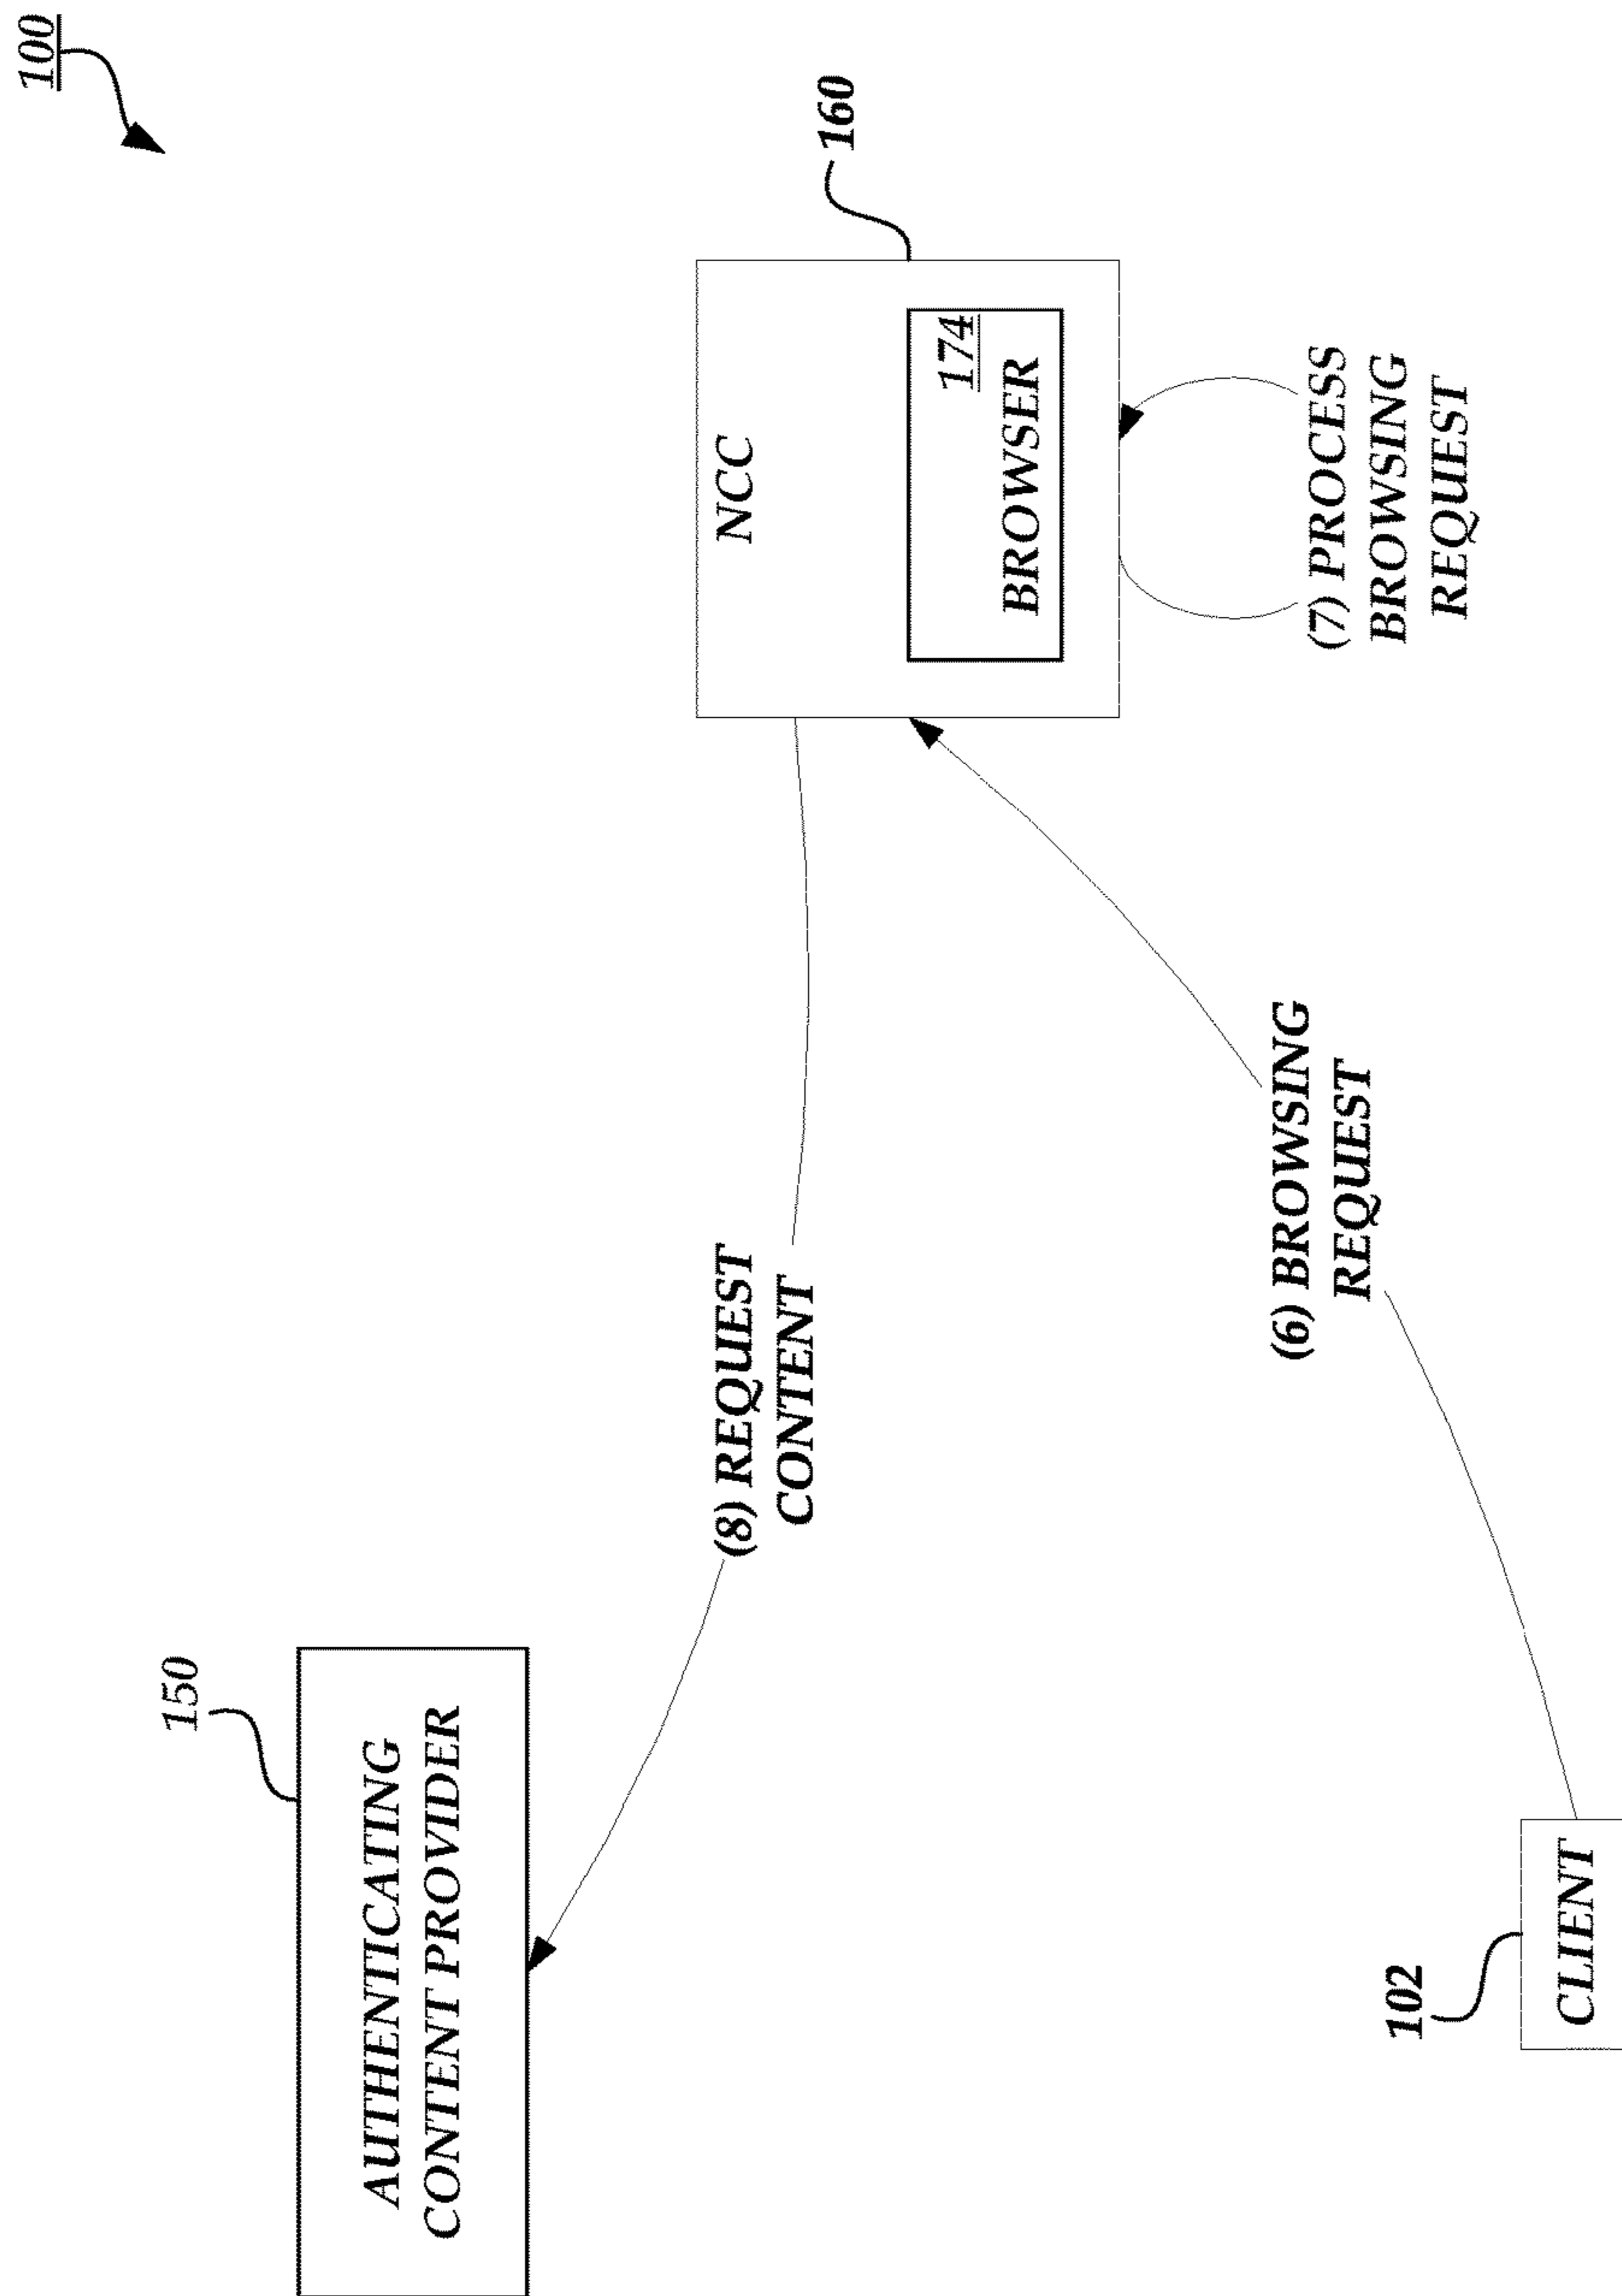 100
150
AUTHENTICATING
CONTENT PROVIDER
(8) REQUEST
CONTENT
160
NCC
174
BROWSER
(6) BROWSING
REQUEST
(7) PROCESS
BROWSING
REQUEST
102
CLIENT